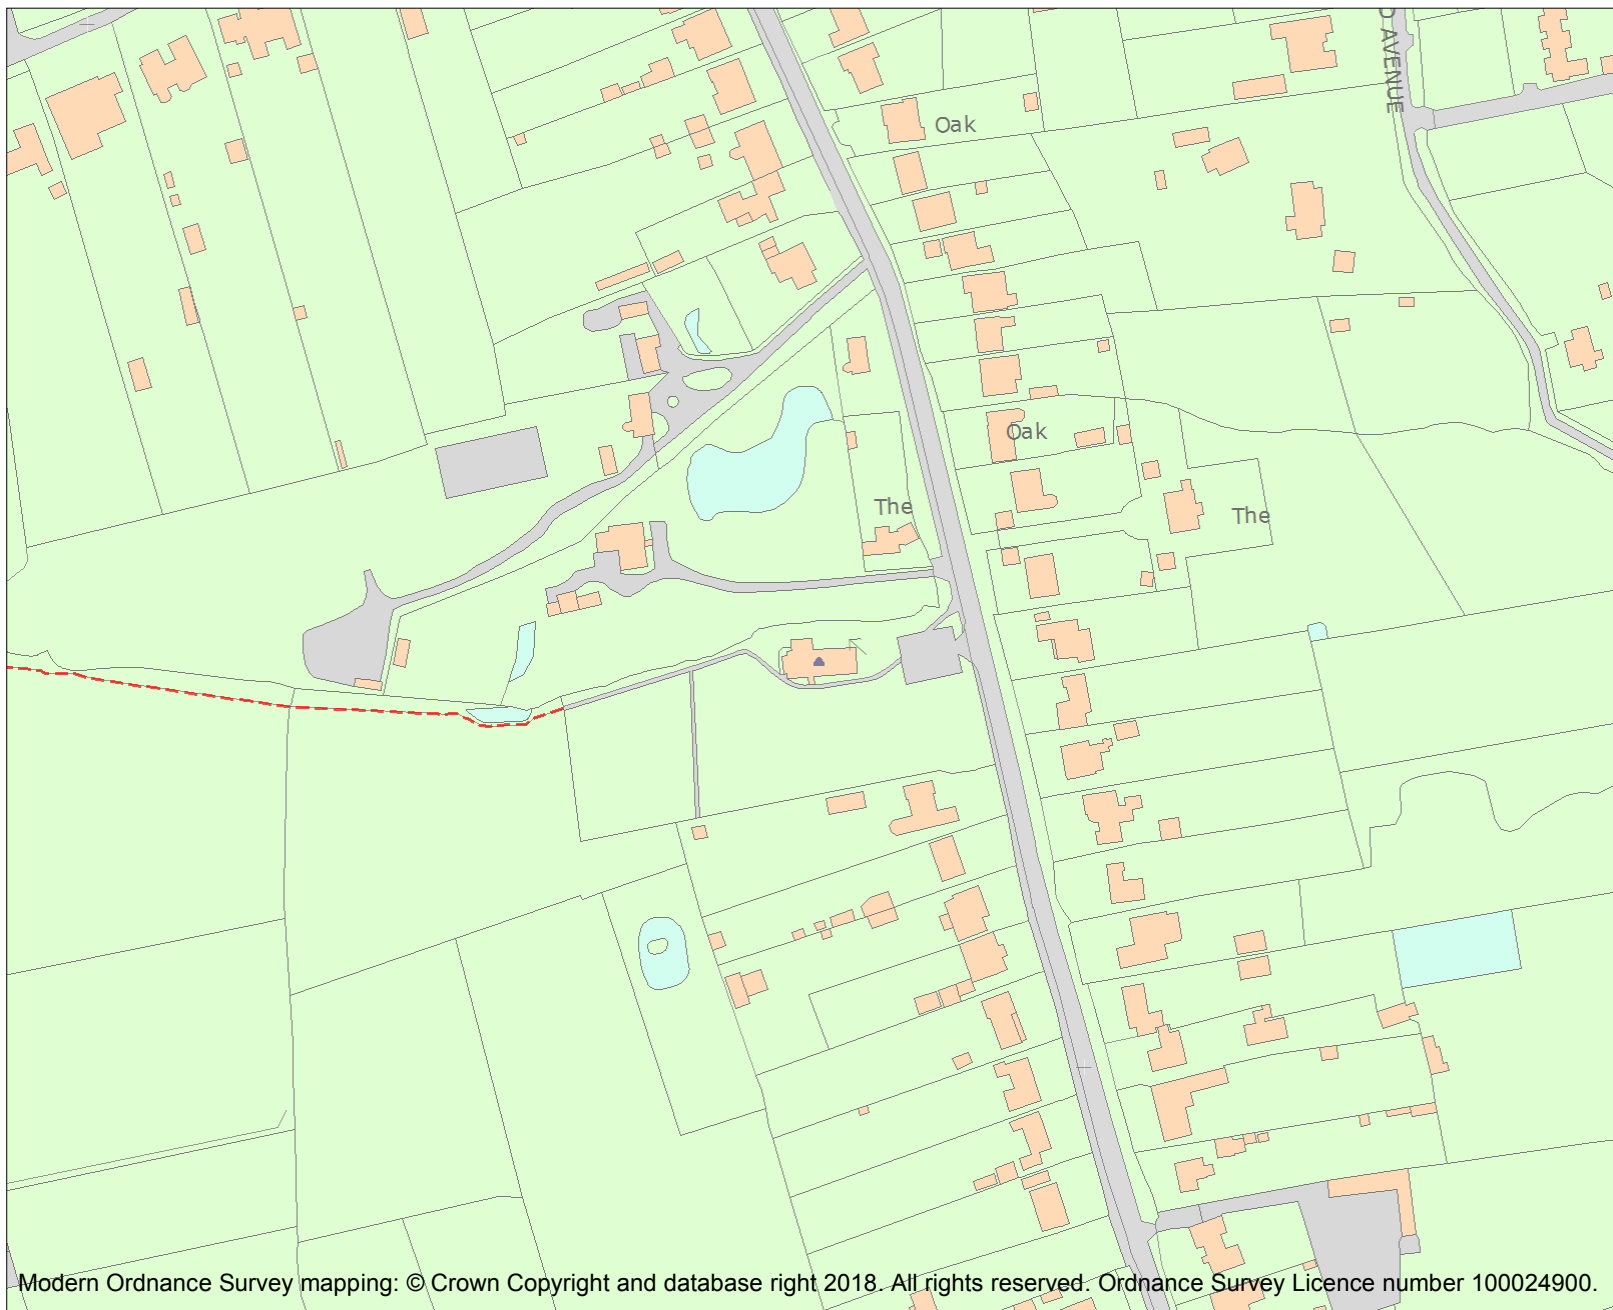 AVENUE
Oak
Oak
The
The
Modern Ordnance Survey mapping: © Crown Copyright and database right 2018. All rights reserved. Ordnance Survey Licence number 100024900.